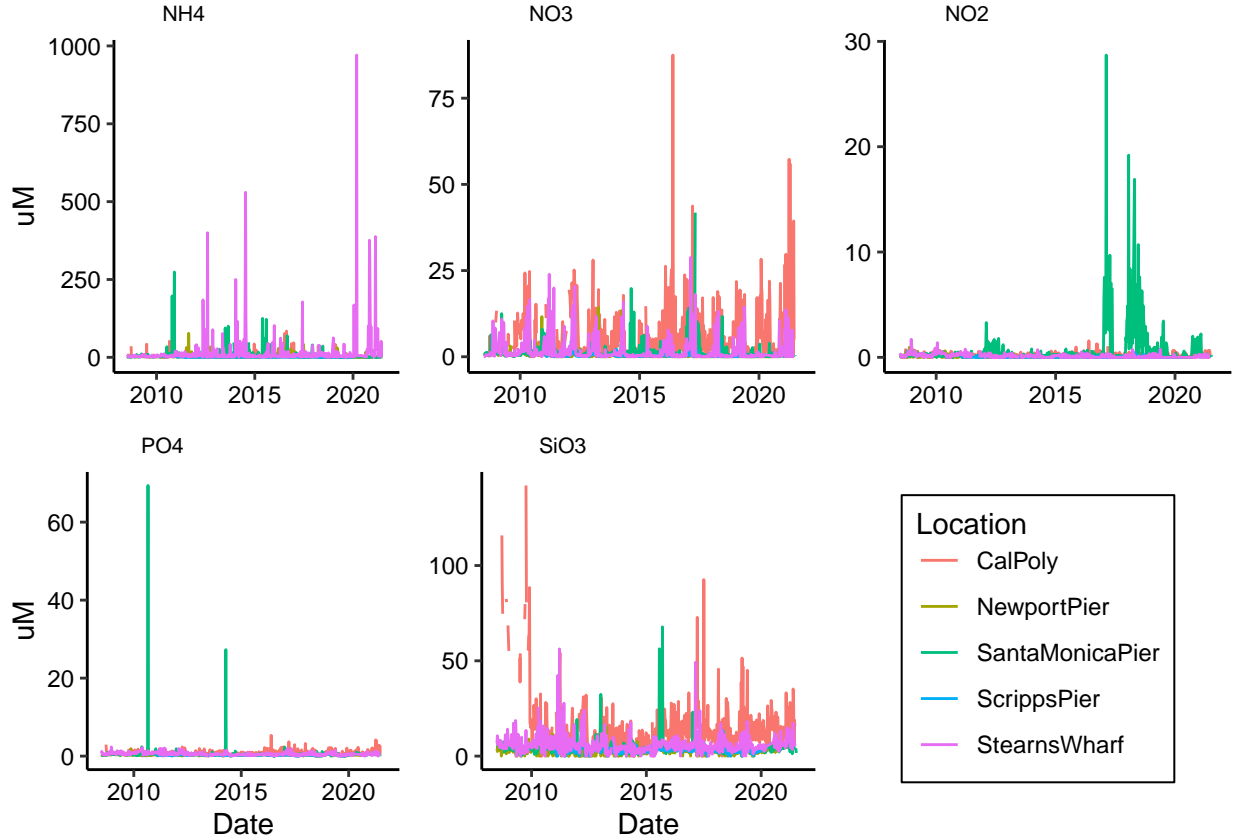 NH4
NO3
NO2
1000
750
500
250
0
uM
2010 2015 2020
75
50
25
0
2010 2015 2020
30
20
10
0
2010 2015 2020
PO4
SiO3
60
40
20
0
uM
2010 2015 2020
Date
100
50
0
2010 2015 2020
Date
Location
CalPoly
NewportPier
SantaMonicaPier
ScrippsPier
StearnsWharf